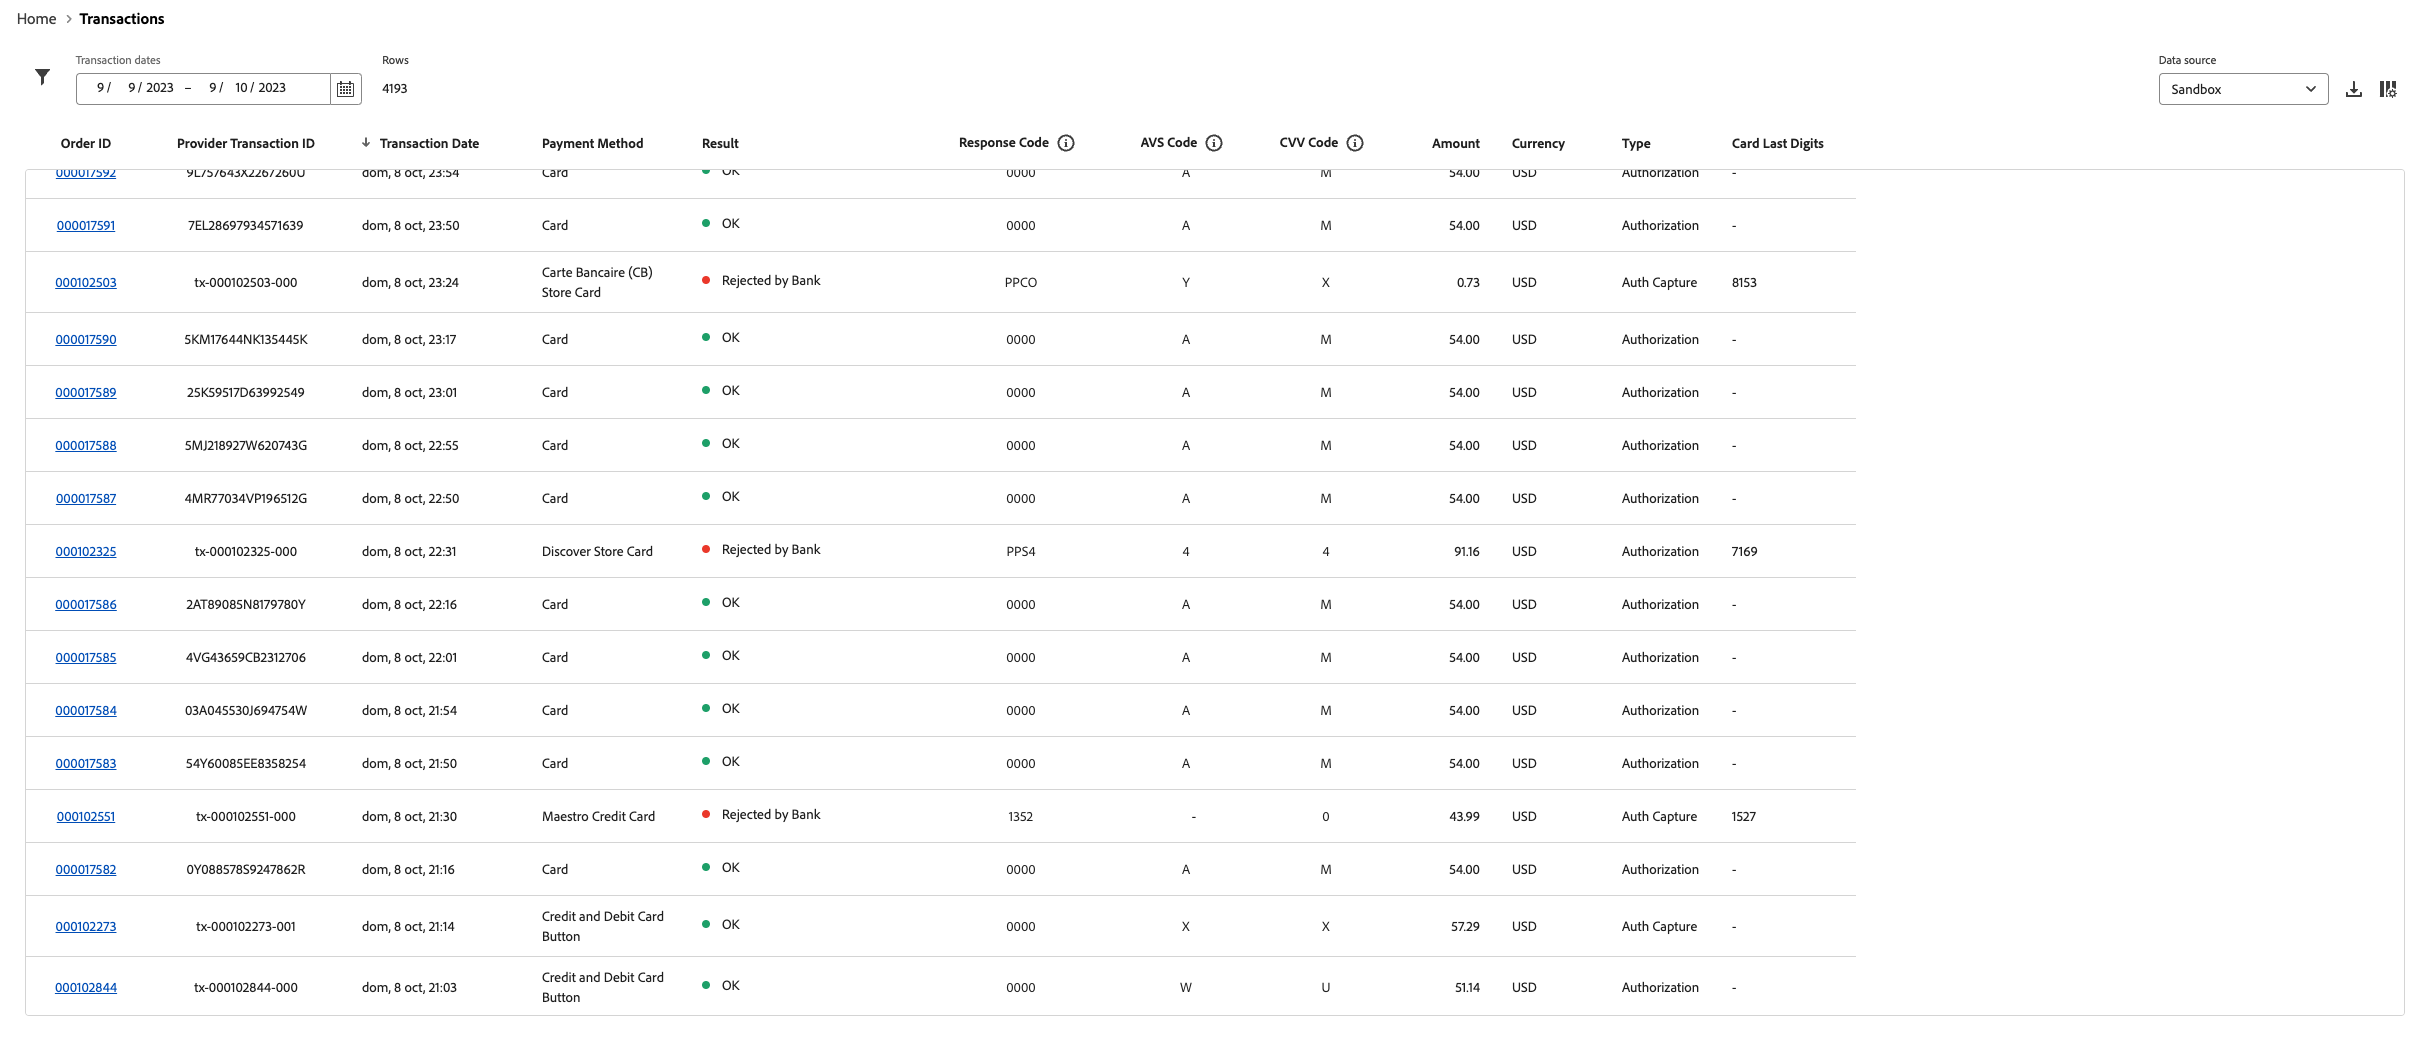 Home > Transactions
Transaction dates Rows Data source
9/ 9/ 2023 – 9/ 10/ 2023 4193 Sandbox
Order ID Provider Transaction ID Transaction Date Payment Method Result Response Code AVS Code CVV Code Amount Currency Type Card Last Digits
000017592 9L757643X2267260U dom, 8 oct, 23:54 Card OK 0000 A M 54.00 USD Authorization -
000017591 7EL28697934571639 dom, 8 oct, 23:50 Card OK 0000 A M 54.00 USD Authorization -
000102503 tx-000102503-000 dom, 8 oct, 23:24 Carte Bancaire (CB) Rejected by Bank PPCO Y X 0.73 USD Auth Capture 8153
Store Card
000017590 5KM17644NK135445K dom, 8 oct, 23:17 Card OK 0000 A M 54.00 USD Authorization -
000017589 25K59517D63992549 dom, 8 oct, 23:01 Card OK 0000 A M 54.00 USD Authorization -
000017588 5MJ218927W620743G dom, 8 oct, 22:55 Card OK 0000 A M 54.00 USD Authorization -
000017587 4MR77034VP196512G dom, 8 oct, 22:50 Card OK 0000 A M 54.00 USD Authorization -
000102325 tx-000102325-000 dom, 8 oct, 22:31 Discover Store Card Rejected by Bank PPS4 4 4 91.16 USD Authorization 7169
000017586 2AT89085N8179780Y dom, 8 oct, 22:16 Card OK 0000 A M 54.00 USD Authorization -
000017585 4VG43659CB2312706 dom, 8 oct, 22:01 Card OK 0000 A M 54.00 USD Authorization -
000017584 03A045530J694754W dom, 8 oct, 21:54 Card OK 0000 A M 54.00 USD Authorization -
000017583 54Y60085EE8358254 dom, 8 oct, 21:50 Card OK 0000 A M 54.00 USD Authorization -
000102551 tx-000102551-000 dom, 8 oct, 21:30 Maestro Credit Card Rejected by Bank 1352 - 0 43.99 USD Auth Capture 1527
000017582 0Y088578S9247862R dom, 8 oct, 21:16 Card OK 0000 A M 54.00 USD Authorization -
000102273 tx-000102273-001 dom, 8 oct, 21:14 Credit and Debit Card OK 0000 X X 57.29 USD Auth Capture -
Button
000102844 tx-000102844-000 dom, 8 oct, 21:03 Credit and Debit Card OK 0000 W U 51.14 USD Authorization -
Button